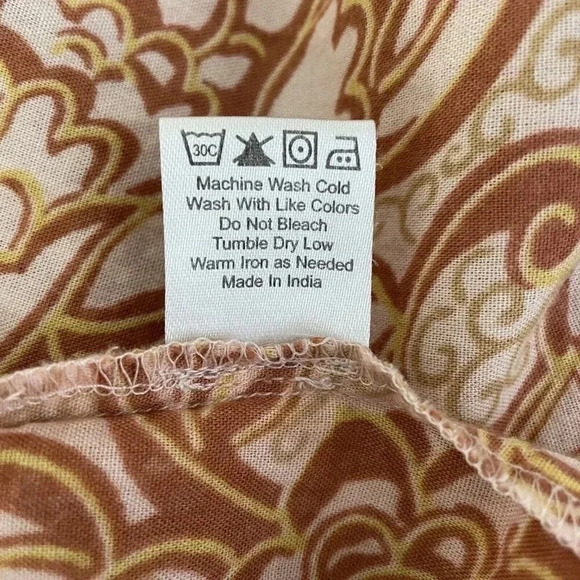 30C
Machine Wash Cold
Wash With Like Colors
Do Not Bleach
Tumble Dry Low
Warm Iron as Needed
Made In India